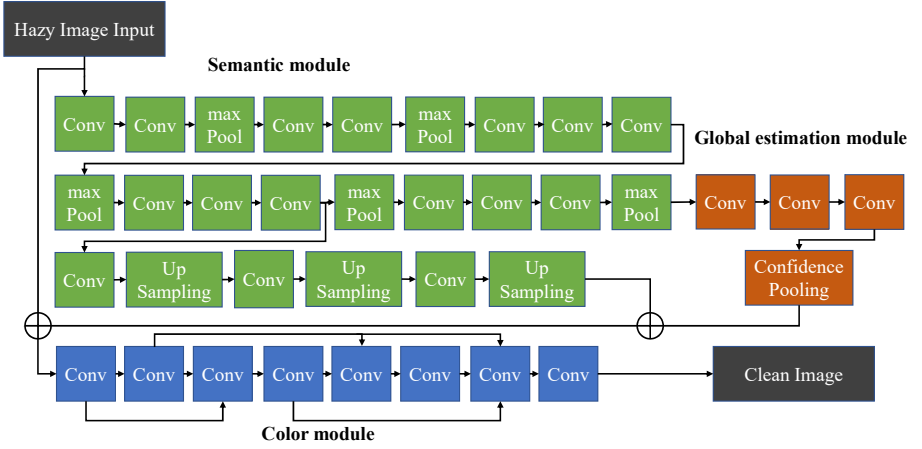 Hazy Image Input
Semantic module
Conv
Conv
max
Pool
Conv
Conv
max
Pool
Conv
Conv
Conv
Global estimation module
max
Pool
Conv
Conv
Conv
max
Pool
Conv
Conv
Conv
max
Pool
Conv
Conv
Conv
Conv
Up
Sampling
Conv
Up
Sampling
Conv
Up
Sampling
Confidence
Pooling
Conv
Conv
Conv
Conv
Conv
Conv
Conv
Conv
Clean Image
Color module